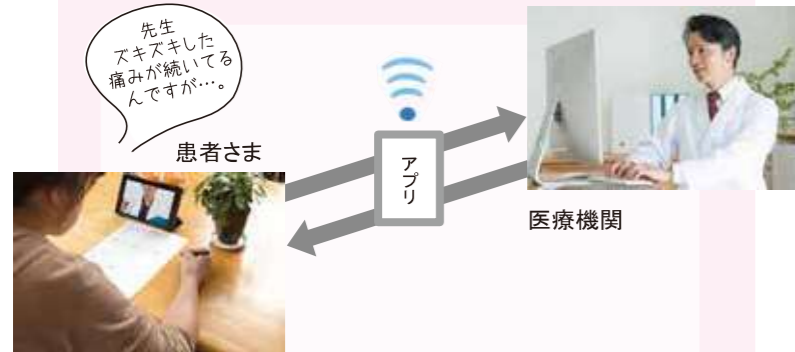 先生
ズキズキした
痛みが続いてる
んですが…。
患者さま
アプリ
医療機関